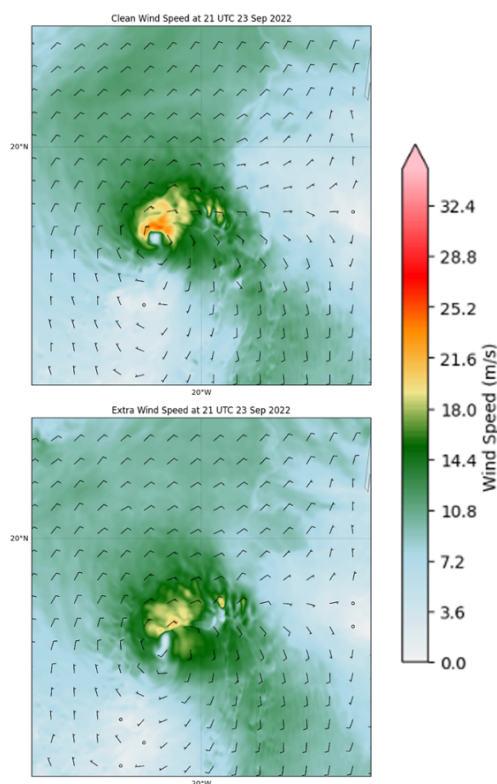 Clean Wind Speed at 21 UTC 23 Sep 2022
20°N
20°W
Extra Wind Speed at 21 UTC 23 Sep 2022
20°N
20°W
32.4
28.8
25.2
21.6
18.0
14.4
10.8
7.2
3.6
0.0
Wind Speed (m/s)